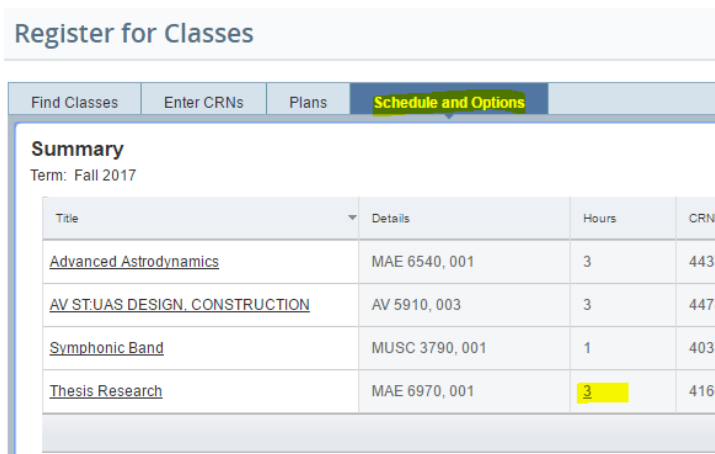 Register for Classes
Find Classes Enter CRNs Plans Schedule and Options
Summary
Term: Fall 2017
Title Details Hours CRN
Advanced Astrodynamics MAE 6540, 001 3 443
AV ST:UAS DESIGN, CONSTRUCTION AV 5910, 003 3 447
Symphonic Band MUSC 3790, 001 1 403
Thesis Research MAE 6970, 001 3 416